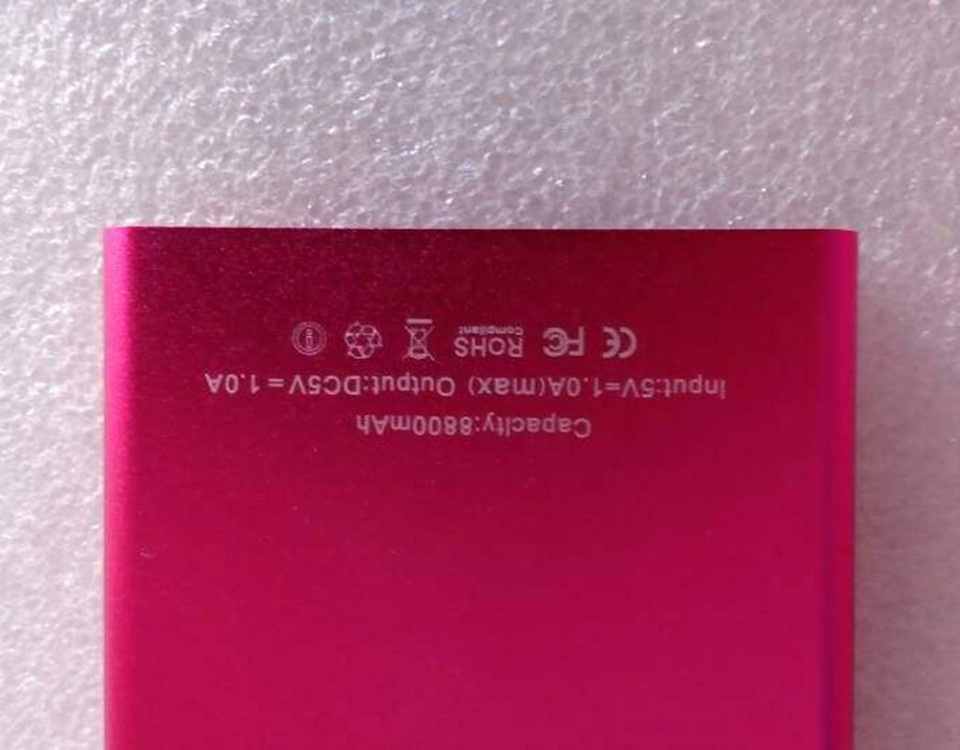 Capacity:8800mAh
Input:5V=1.0A(max) Output:DC5V=1.0A
CE FC ROHS Compliant